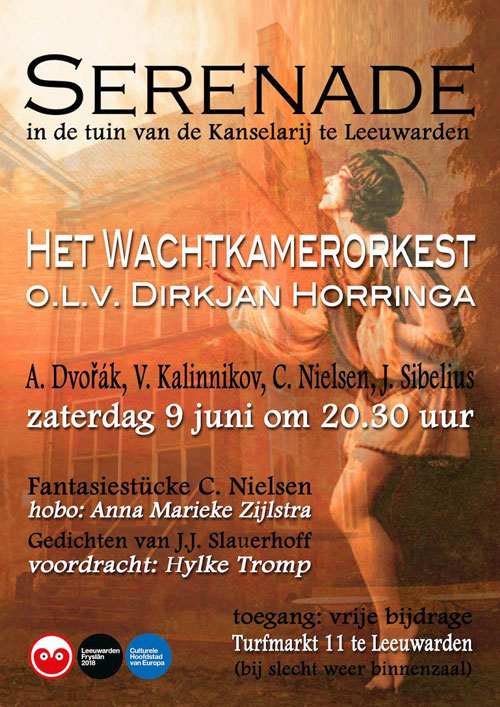 SERENADE
in de tuin van de Kanselarij te Leeuwarden
HET WACHTKAMERORKEST
O.L.V. DIRKJAN HORRINGA
A. Dvořák, V. Kalinnikov, C. Nielsen, J. Sibelius
zaterdag 9 juni om 20.30 uur
Fantasiestücke C. Nielsen
hobo: Anna Marieke Zijlstra
Gedichten van J.J. Slauerhoff
voordracht: Hylke Tromp
toegang: vrije bijdrage
Turfmarkt 11 te Leeuwarden
(bij slecht weer binnenzaal)
Leeuwarden
Fryslân
2018
Culturele
Hoofdstad
van Europa